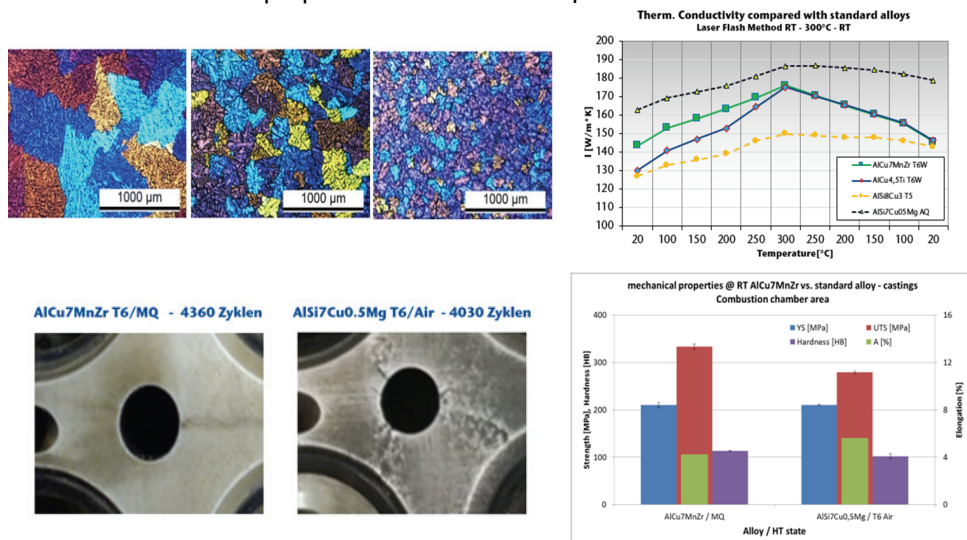 Therm. Conductivity compared with standard alloys
Laser Flash Method RT - 300°C - RT
1000 µm
1000 µm
1000 µm
I [W/m*K]
200
190
180
170
160
150
140
130
120
110
100
AlCu7MnZr T6W
AlCu4,5Ti T6W
AlSi8Cu3 T5
AlSi7Cu05Mg AQ
20 100 150 200 250 300 250 200 150 100 20
Temperature[°C]
AlCu7MnZr T6/MQ - 4360 Zyklen
AlSi7Cu0.5Mg T6/Air - 4030 Zyklen
mechanical properties @ RT AlCu7MnZr vs. standard alloy - castings
Combustion chamber area
YS [MPa] UTS [MPa]
Hardness [HB] A [%]
Strength [MPa], Hardness [HB]
400
300
200
100
0
16
12
8
4
0
Elongation [%]
AlCu7MnZr / MQ AlSi7Cu0,5Mg / T6 Air
Alloy / HT state